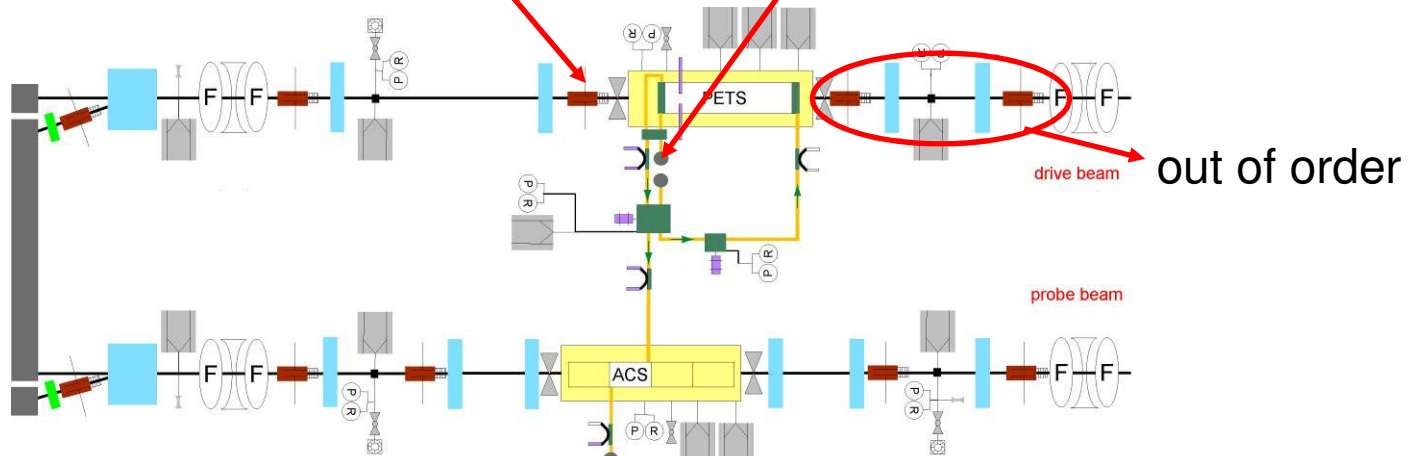 R P
P R
R P
F F
R
P
PETS
F F
out of order
drive beam
P
R
R
P
probe beam
F F
ACS
F F
P
R
P R
P
R